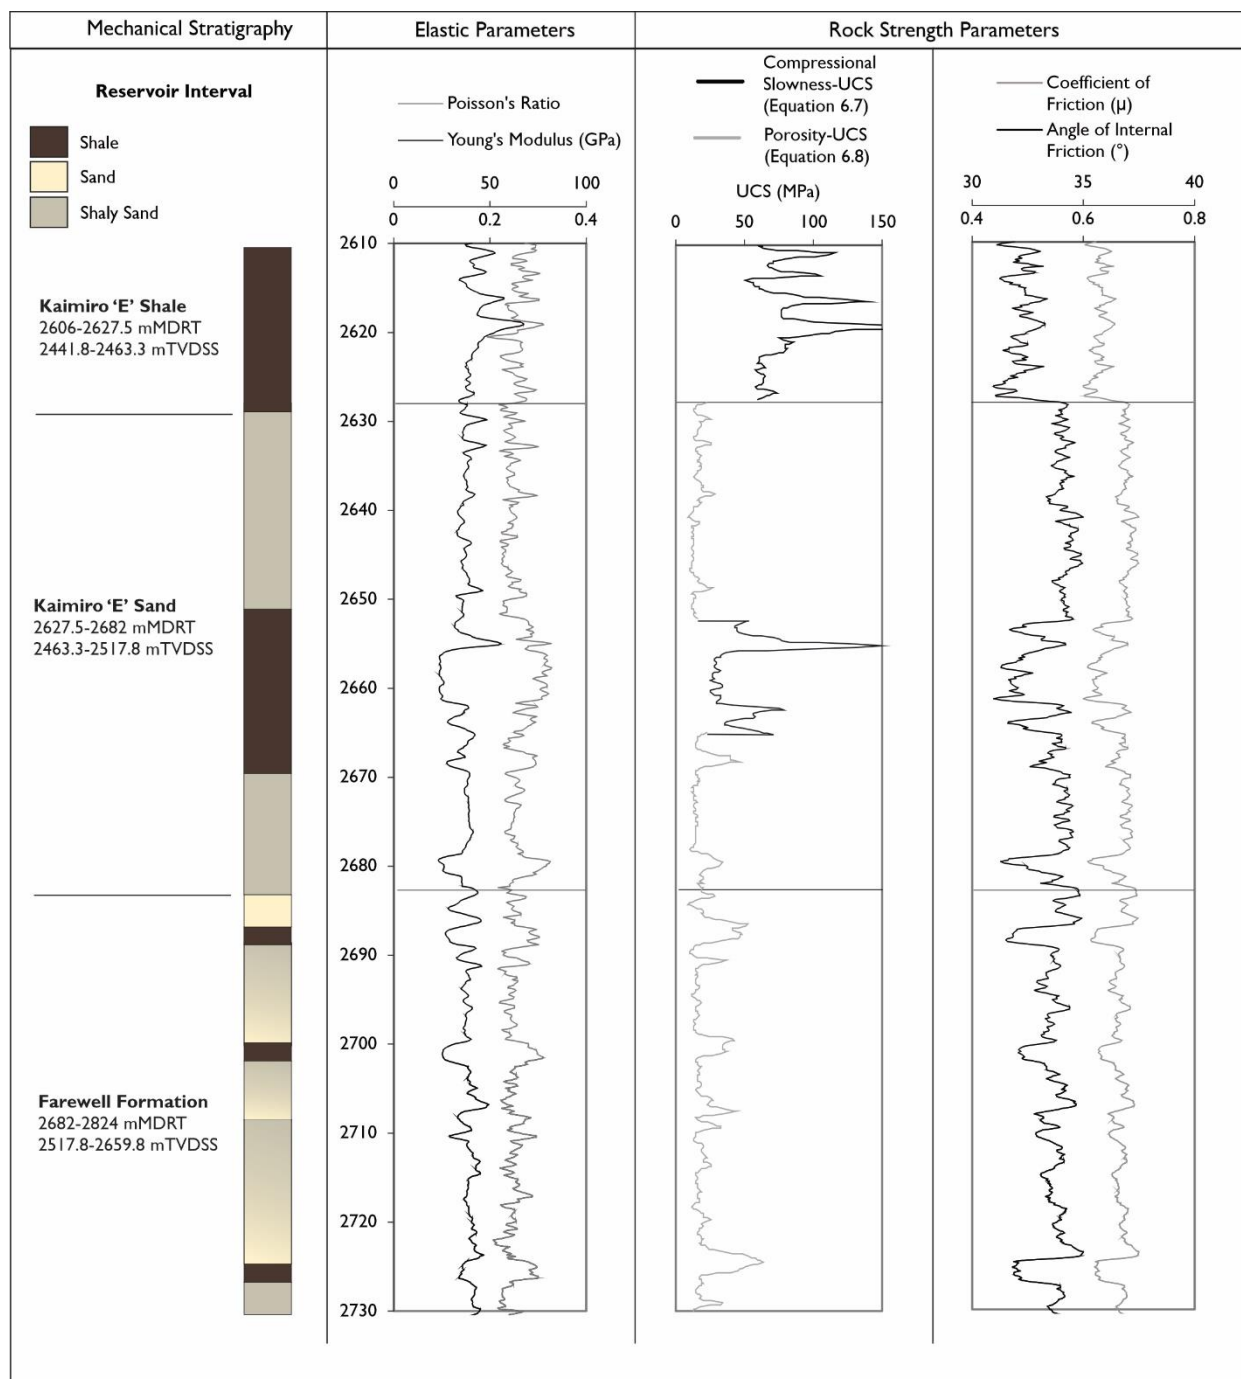 Mechanical Stratigraphy
Elastic Parameters
Rock Strength Parameters
Reservoir Interval
Shale
Sand
Shaly Sand
Poisson's Ratio
Young's Modulus (GPa)
0 50 100
0 0.2 0.4
Compressional
Slowness-UCS
(Equation 6.7)
Porosity-UCS
(Equation 6.8)
UCS (MPa)
0 50 100 150
Coefficient of
Friction (μ)
Angle of Internal
Friction (°)
30 35 40
0.4 0.6 0.8
Kaimiro ‘E’ Shale
2606-2627.5 mMDRT
2441.8-2463.3 mTVDSS
Kaimiro ‘E’ Sand
2627.5-2682 mMDRT
2463.3-2517.8 mTVDSS
Farewell Formation
2682-2824 mMDRT
2517.8-2659.8 mTVDSS
2610
2620
2630
2640
2650
2660
2670
2680
2690
2700
2710
2720
2730